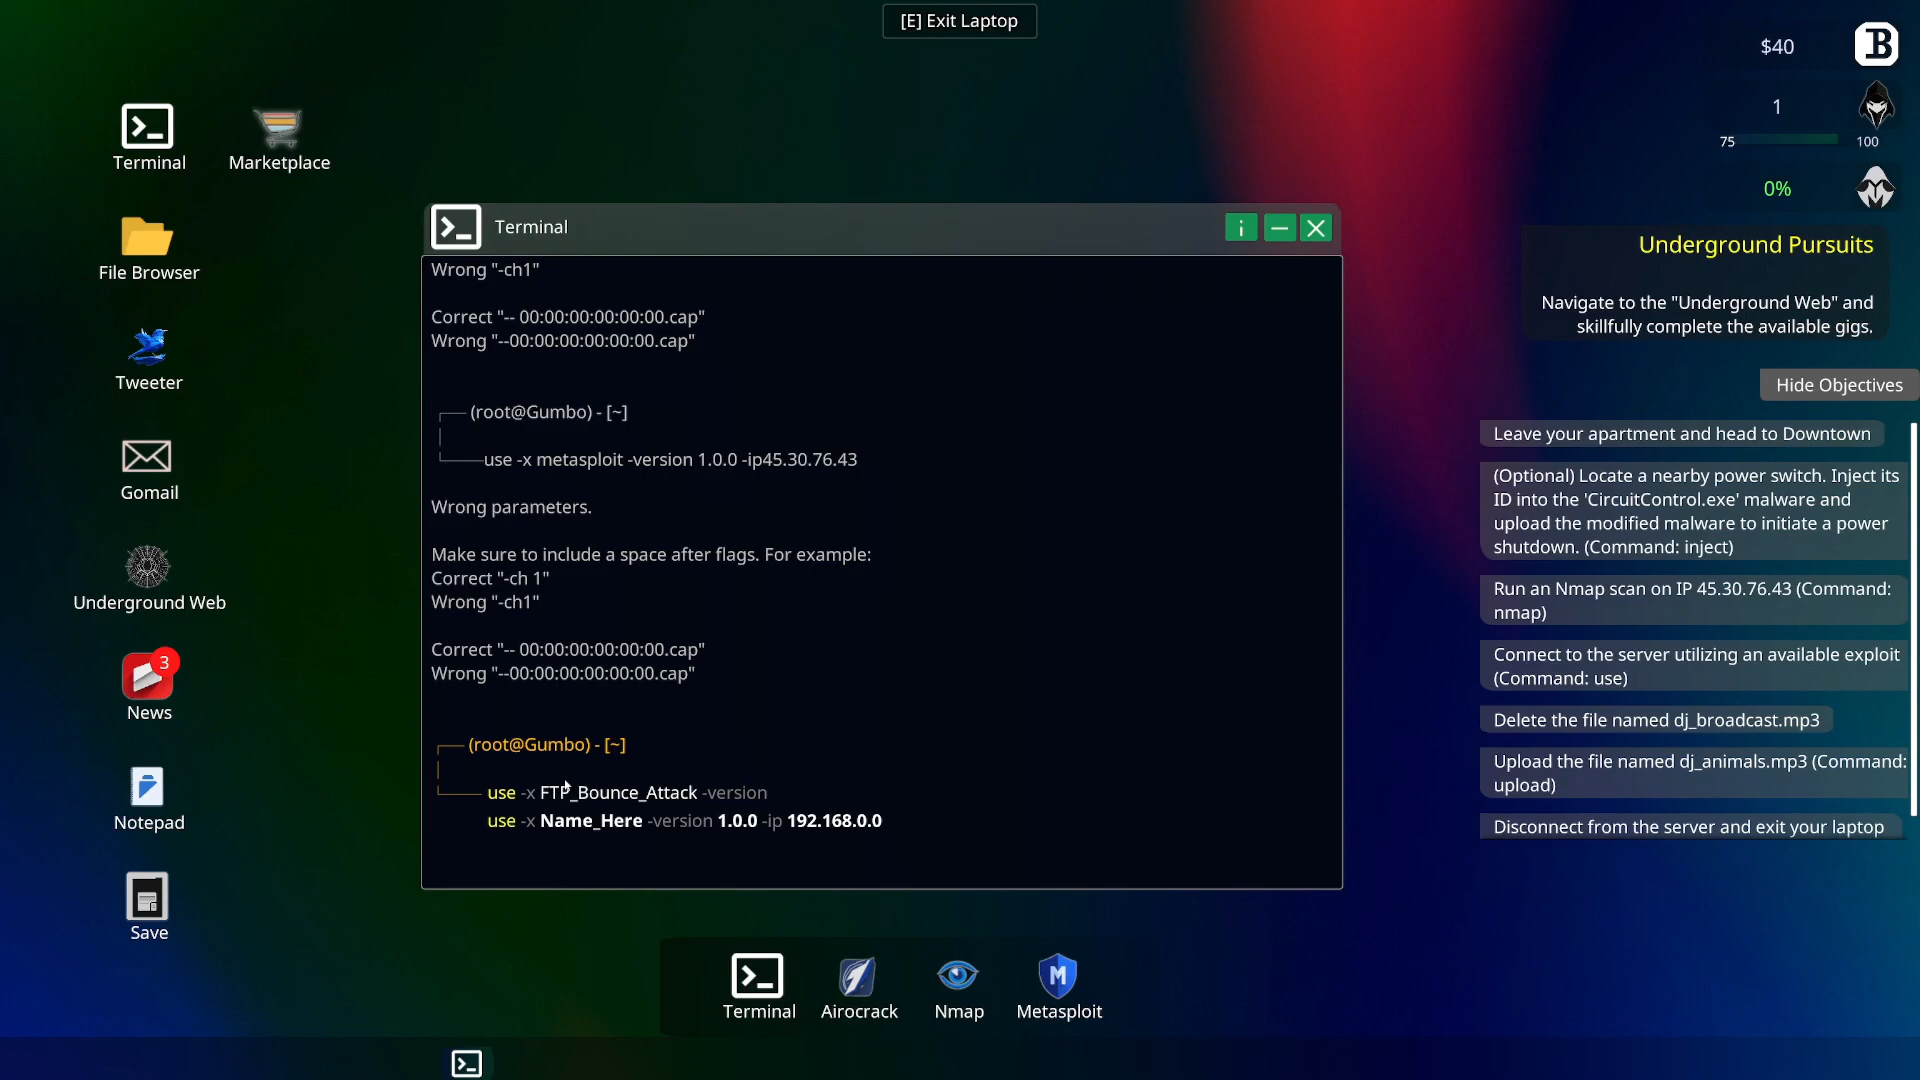 [E] Exit Laptop
$40
B
1
75
100
0%
Underground Pursuits
Navigate to the "Underground Web" and
skillfully complete the available gigs.
Hide Objectives
Leave your apartment and head to Downtown
(Optional) Locate a nearby power switch. Inject its
ID into the 'CircuitControl.exe' malware and
upload the modified malware to initiate a power
shutdown. (Command: inject)
Run an Nmap scan on IP 45.30.76.43 (Command:
nmap)
Connect to the server utilizing an available exploit
(Command: use)
Delete the file named dj_broadcast.mp3
Upload the file named dj_animals.mp3 (Command:
upload)
Disconnect from the server and exit your laptop
Terminal
Marketplace
File Browser
Tweeter
Gomail
Underground Web
3
News
Notepad
Save
Terminal
i
Wrong "-ch1"
Correct "-- 00:00:00:00:00:00.cap"
Wrong "--00:00:00:00:00:00.cap"
(root@Gumbo) - [~]
use -x metasploit -version 1.0.0 -ip45.30.76.43
Wrong parameters.
Make sure to include a space after flags. For example:
Correct "-ch 1"
Wrong "-ch1"
Correct "-- 00:00:00:00:00:00.cap"
Wrong "--00:00:00:00:00:00.cap"
(root@Gumbo) - [~]
use -x FTP_Bounce_Attack -version
use -x Name_Here -version 1.0.0 -ip 192.168.0.0
M
Terminal
Airocrack
Nmap
Metasploit